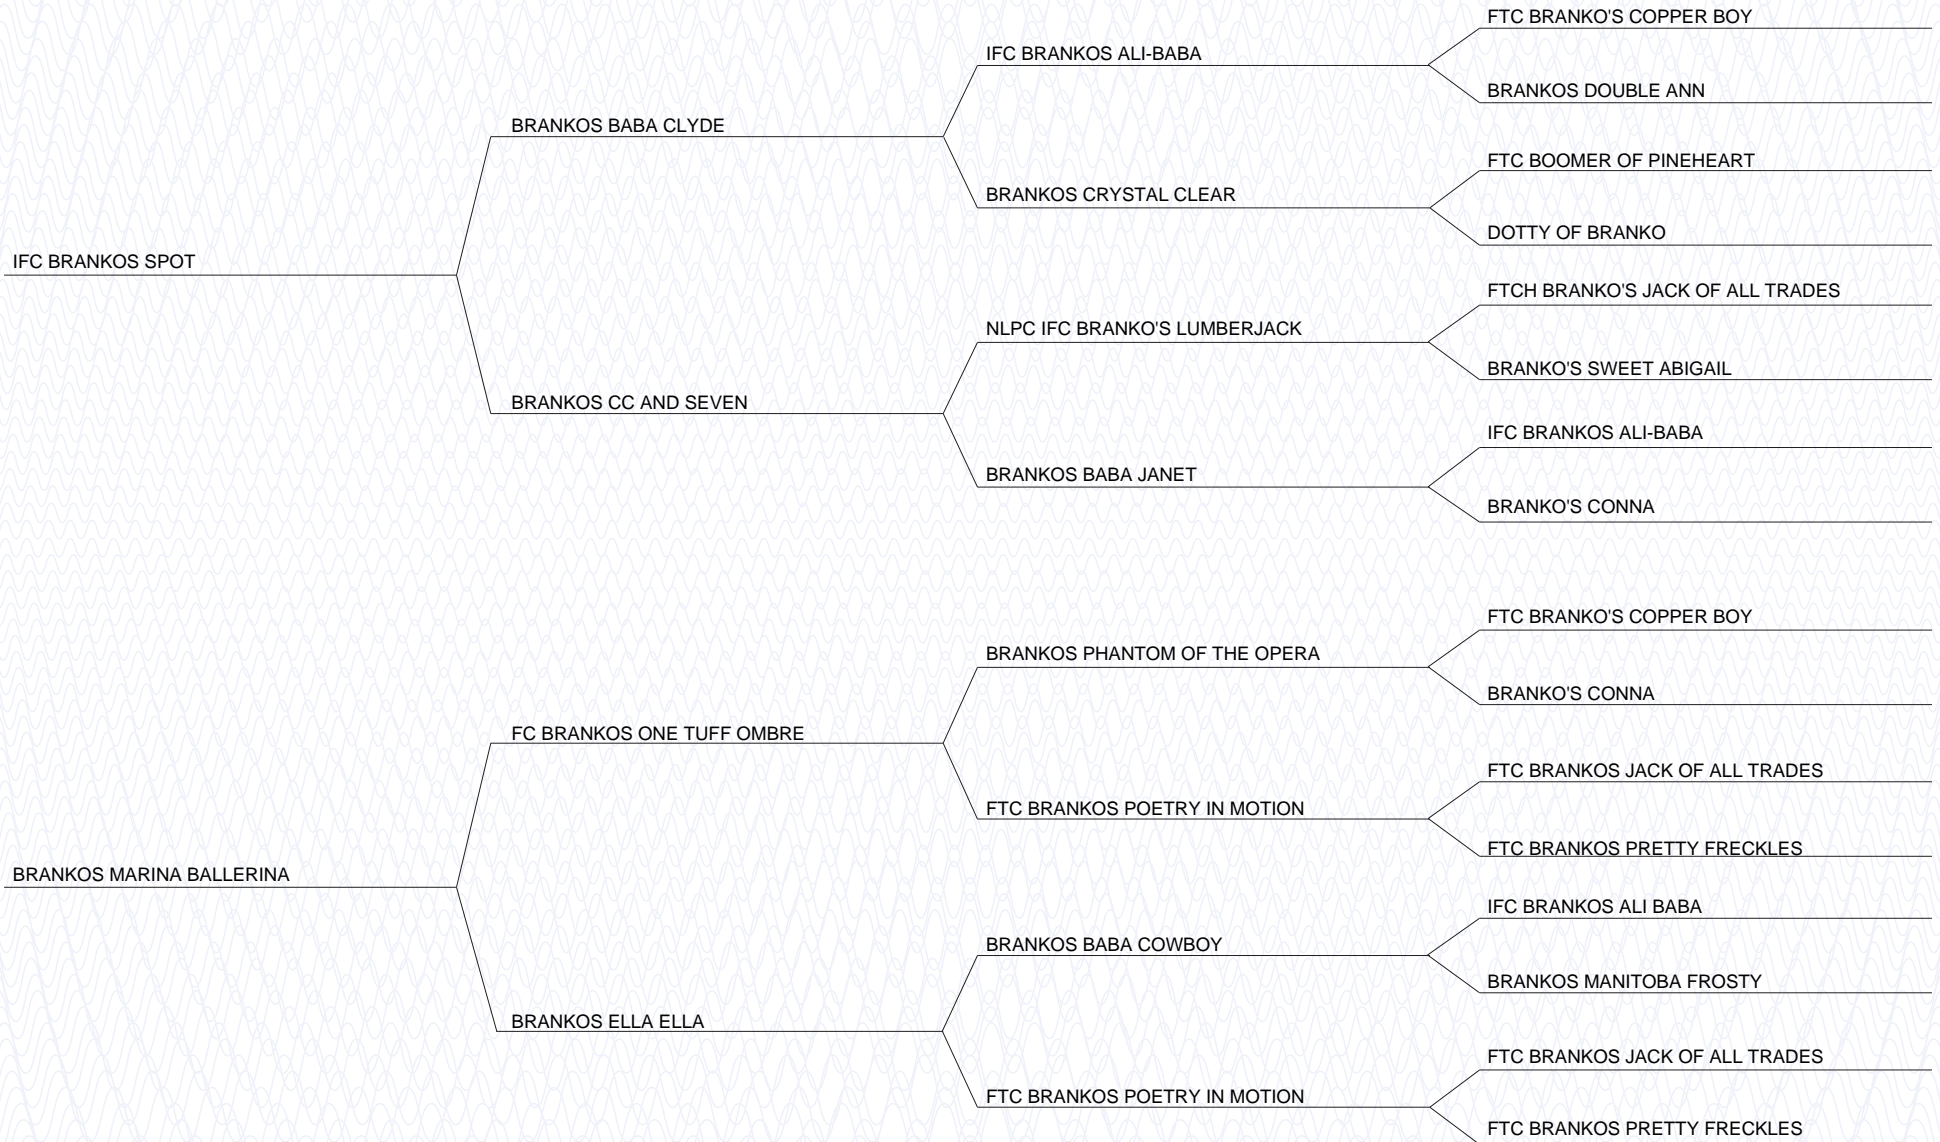 FTC BRANKO'S COPPER BOY
IFC BRANKOS ALI-BABA
BRANKOS DOUBLE ANN
BRANKOS BABA CLYDE
FTC BOOMER OF PINEHEART
BRANKOS CRYSTAL CLEAR
DOTTY OF BRANKO
IFC BRANKOS SPOT
FTCH BRANKO'S JACK OF ALL TRADES
NLPC IFC BRANKO'S LUMBERJACK
BRANKO'S SWEET ABIGAIL
BRANKOS CC AND SEVEN
IFC BRANKOS ALI-BABA
BRANKOS BABA JANET
BRANKO'S CONNA
FTC BRANKO'S COPPER BOY
BRANKOS PHANTOM OF THE OPERA
BRANKO'S CONNA
FC BRANKOS ONE TUFF OMBRE
FTC BRANKOS JACK OF ALL TRADES
FTC BRANKOS POETRY IN MOTION
FTC BRANKOS PRETTY FRECKLES
BRANKOS MARINA BALLERINA
IFC BRANKOS ALI BABA
BRANKOS BABA COWBOY
BRANKOS MANITOBA FROSTY
BRANKOS ELLA ELLA
FTC BRANKOS JACK OF ALL TRADES
FTC BRANKOS POETRY IN MOTION
FTC BRANKOS PRETTY FRECKLES